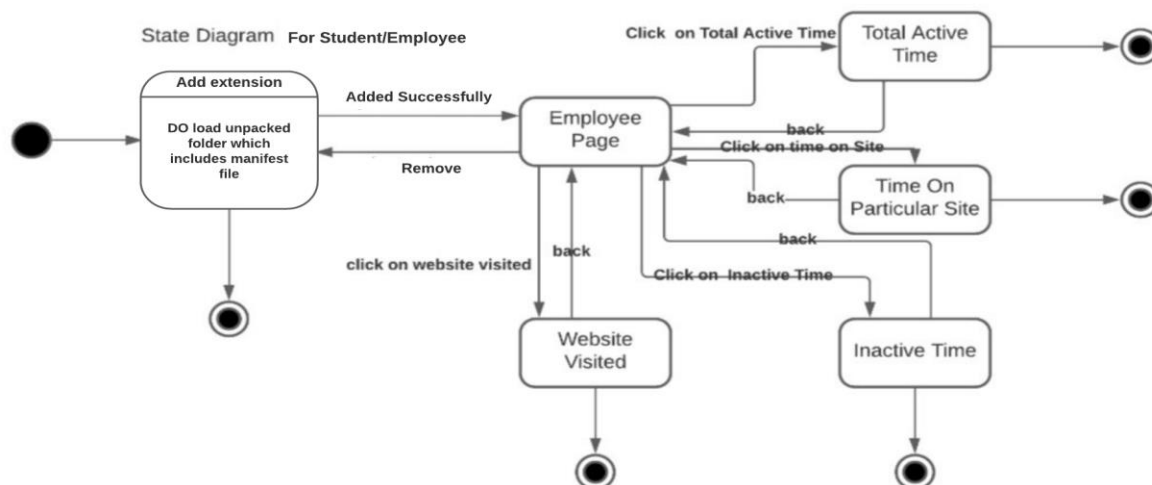 State Diagram For Student/Employee
Add extension
DO load unpacked
folder which
includes manifest
file
Added Successfully
Remove
Employee
Page
Click on Total Active Time
Total Active
Time
back
Click on time on Site
Time On
Particular Site
back
back
click on website visited
back
Click on Inactive Time
Website
Visited
Inactive Time